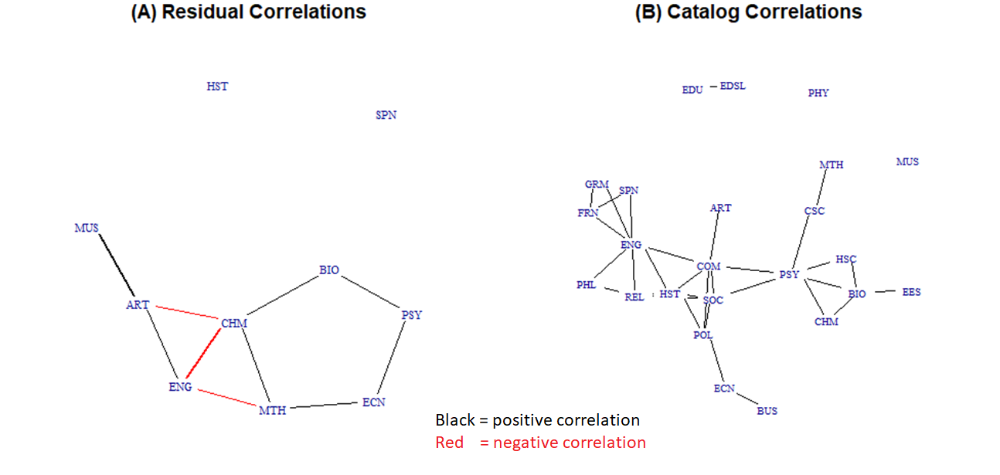 (A) Residual Correlations
HST
SPN
MUS
BIO
ART
CHM
PSY
ENG
MTH
ECN
(B) Catalog Correlations
EDU
EDSL
PHY
MTH
MUS
GRM
SPN
FRN
ART
CSC
ENG
COM
HSC
PSY
PHL
REL
HST
SOC
BIO
EES
CHM
POL
ECN
BUS
Black = positive correlation
Red = negative correlation